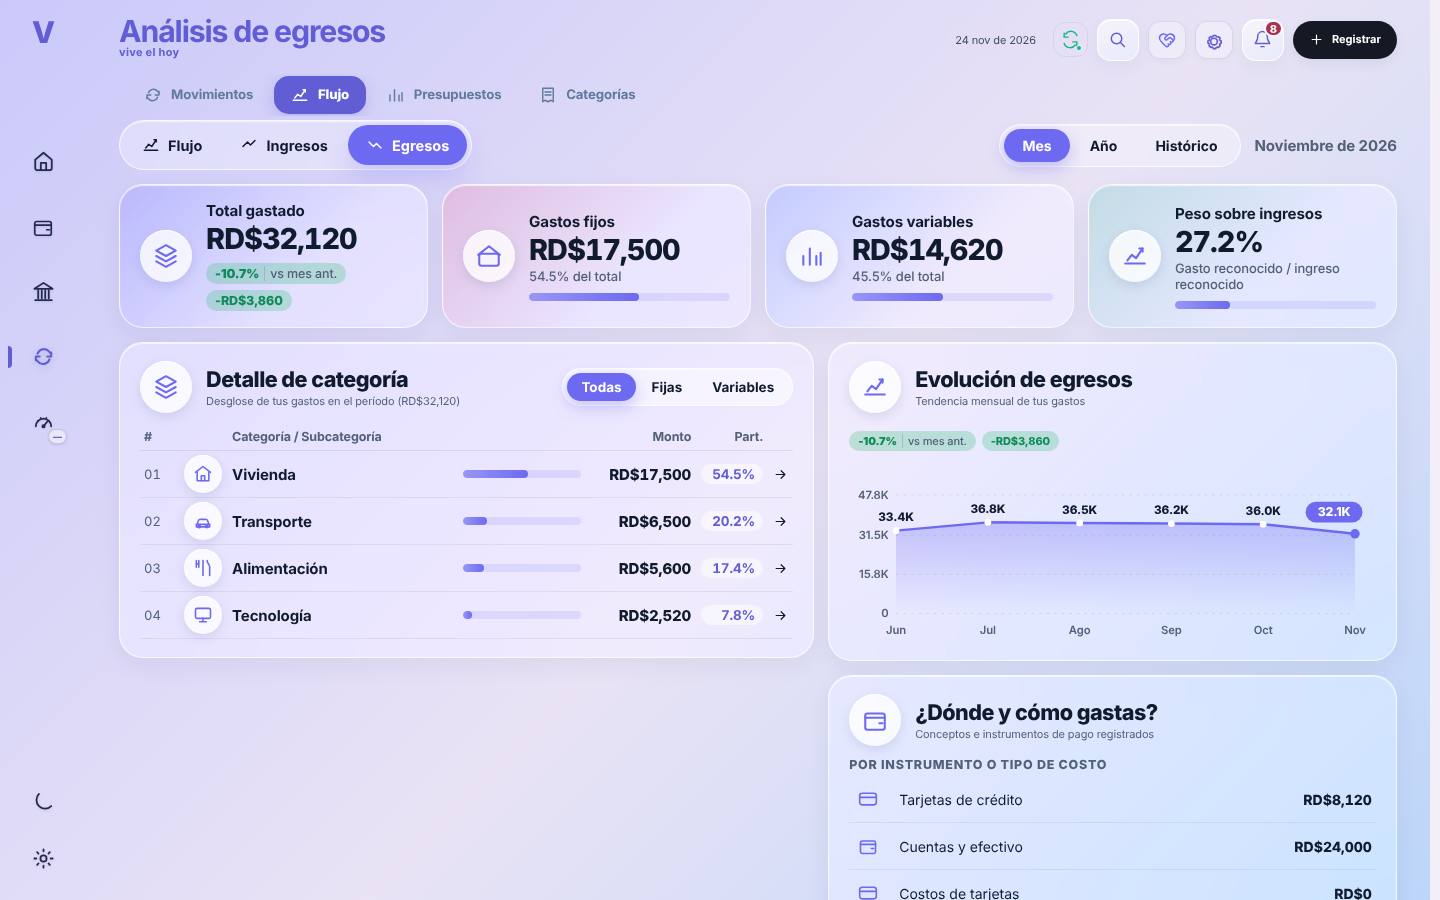 V
Análisis de egresos
vive el hoy
24 nov de 2026
8
Registrar
Movimientos
Flujo
Presupuestos
Categorías
Flujo
Ingresos
Egresos
Mes
Año
Histórico
Noviembre de 2026
Total gastado
RD$32,120
-10.7% vs mes ant.
-RD$3,860
Gastos fijos
RD$17,500
54.5% del total
Gastos variables
RD$14,620
45.5% del total
Peso sobre ingresos
27.2%
Gasto reconocido / ingreso
reconocido
Detalle de categoría
Desglose de tus gastos en el período (RD$32,120)
Todas
Fijas
Variables
# Categoría / Subcategoría Monto Part.
01 Vivienda RD$17,500 54.5% →
02 Transporte RD$6,500 20.2% →
03 Alimentación RD$5,600 17.4% →
04 Tecnología RD$2,520 7.8% →
Evolución de egresos
Tendencia mensual de tus gastos
-10.7% vs mes ant.
-RD$3,860
47.8K
31.5K
15.8K
0
33.4K
36.8K
36.5K
36.2K
36.0K
32.1K
Jun
Jul
Ago
Sep
Oct
Nov
¿Dónde y cómo gastas?
Conceptos e instrumentos de pago registrados
POR INSTRUMENTO O TIPO DE COSTO
Tarjetas de crédito RD$8,120
Cuentas y efectivo RD$24,000
Costos de tarjetas RD$0